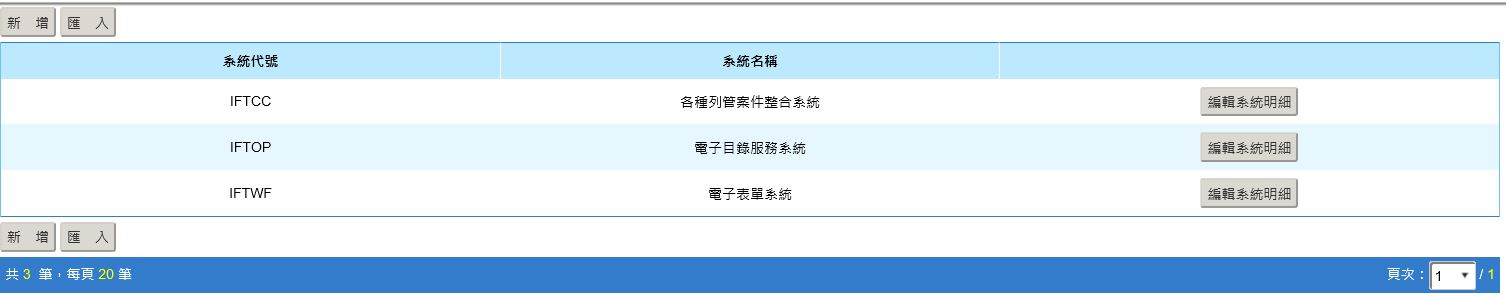 新 增 匯 入
系統代號 系統名稱
IFTCC 各種列管案件整合系統 編輯系統明細
IFTOP 電子目錄服務系統 編輯系統明細
IFTWF 電子表單系統 編輯系統明細
新 增 匯 入
共 3 筆，每頁 20 筆 頁次： 1 / 1